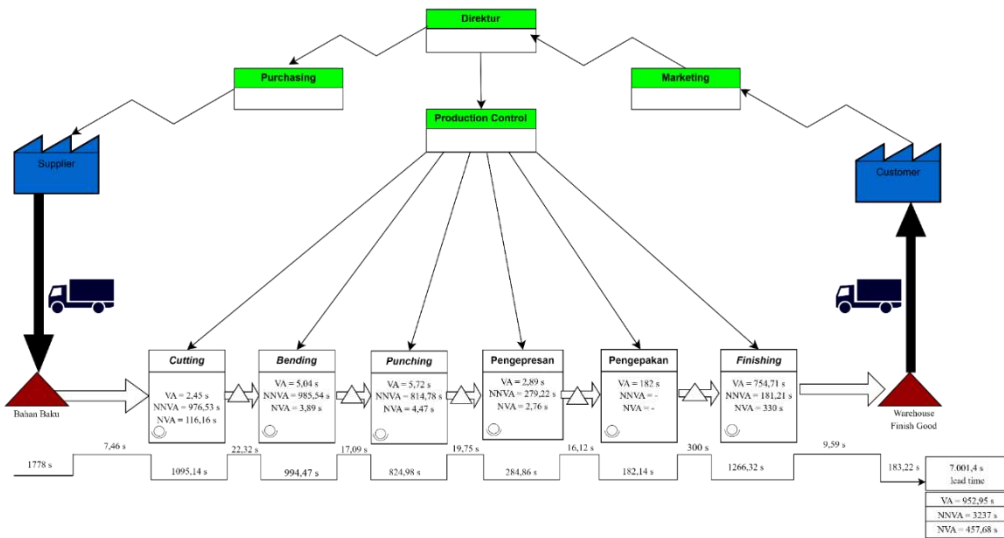 Direktur
Purchasing
Marketing
Production Control
Supplier
Customer
Cutting
VA = 2,45 s
NNVA = 976,53 s
NVA = 116,16 s
Bending
VA = 5,04 s
NNVA = 985,54 s
NVA = 3,89 s
Punching
VA = 5,72 s
NNVA = 814,78 s
NVA = 4,47 s
Pengepresan
VA = 2,89 s
NNVA = 279,22 s
NVA = 2,76 s
Pengepakan
VA = 182 s
NNVA = -
NVA = -
Finishing
VA = 754,71 s
NNVA = 181,21 s
NVA = 330 s
Bahan Baku
Warehouse
Finish Good
1778 s
7,46 s
1095,14 s
22,32 s
994,47 s
17,09 s
824,98 s
19,75 s
284,86 s
16,12 s
182,14 s
300 s
1266,32 s
9,59 s
183,22 s
7.001,4 s
lead time
VA = 952,95 s
NNVA = 3237 s
NVA = 457,68 s